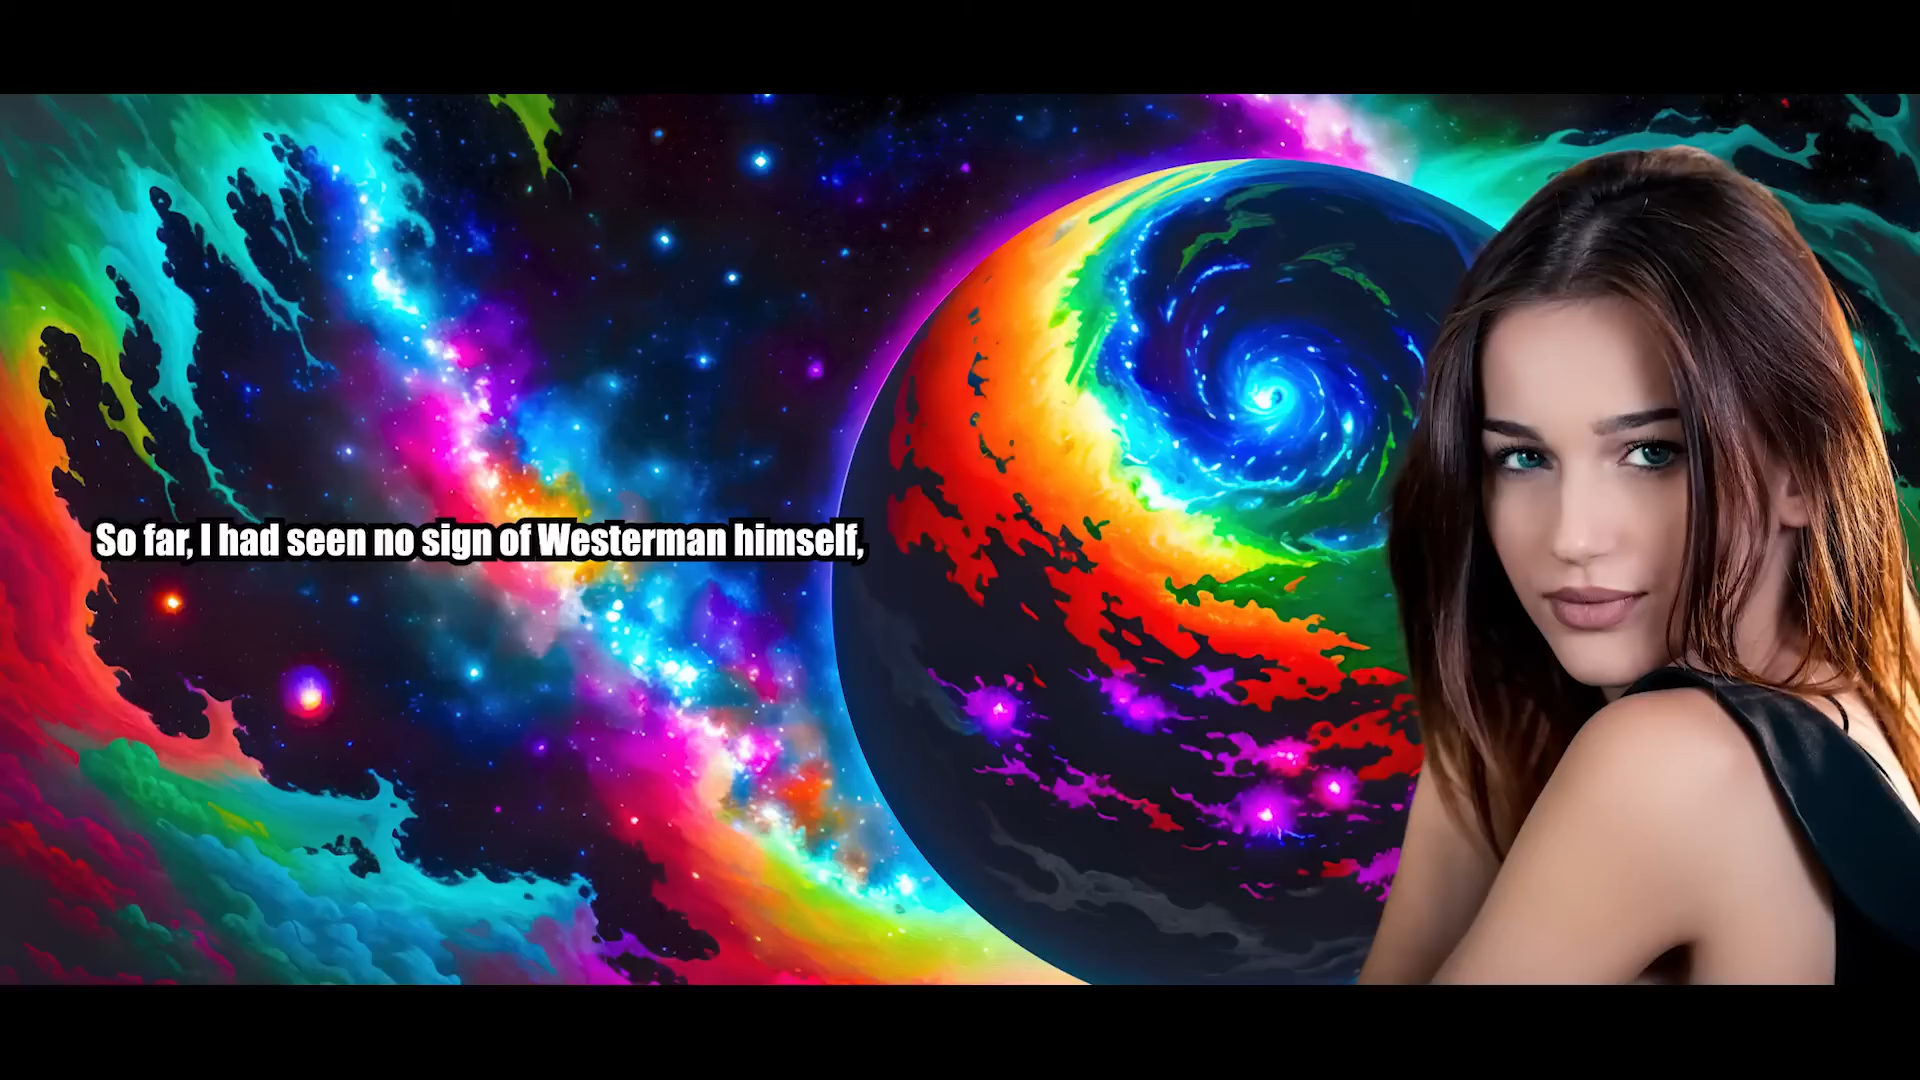 So far, I had seen no sign of Westerman himself,